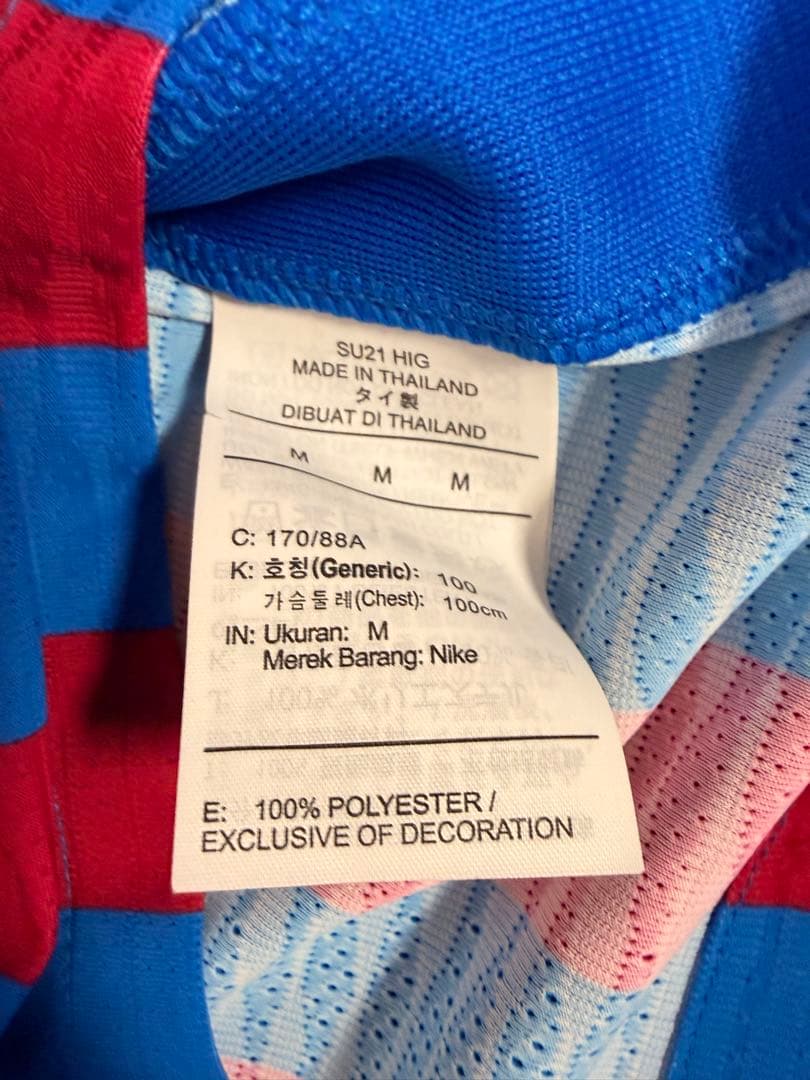 SU21 HIG
MADE IN THAILAND
タイ製
DIBUAT DI THAILAND
M M M
C: 170/88A
K: 호칭(Generic): 100
가슴둘레(Chest): 100cm
IN: Ukuran: M
Merek Barang: Nike
E: 100% POLYESTER /
EXCLUSIVE OF DECORATION